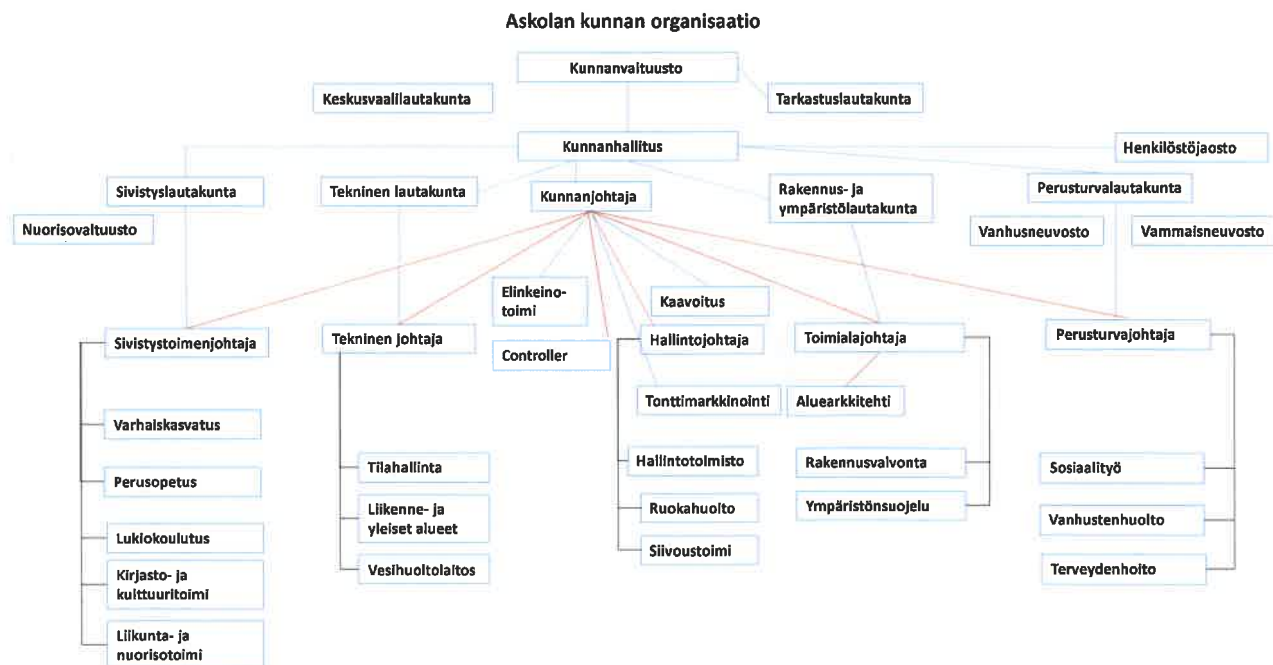 Askolan kunnan organisaatio
Kunnanvaltuusto
Keskusvaalilautakunta
Tarkastuslautakunta
Kunnanhallitus
Henkilöstöjaosto
Sivistyslautakunta
Tekninen lautakunta
Kunnanjohtaja
Rakennus- ja
ympäristölautakunta
Perusturvalautakunta
Nuorisovaltuusto
Vanhusneuvosto
Vammaisneuvosto
Elinkeino-
toimi
Kaavoitus
Sivistystoimenjohtaja
Tekninen johtaja
Controller
Hallintojohtaja
Toimialajohtaja
Perusturvajohtaja
Tonttimarkkinointi
Aluearkkitehti
Varhaiskasvatus
Perusopetus
Lukiokoulutus
Kirjasto- ja
kulttuuritoimi
Liikunta- ja
nuorisotoimi
Tilahallinta
Liikenne- ja
yleiset alueet
Vesihuoltolaitos
Hallintotoimisto
Ruokahuolto
Siivoustoimi
Rakennusvalvonta
Ympäristönsuojelu
Sosiaalityö
Vanhustenhuolto
Terveydenhoito